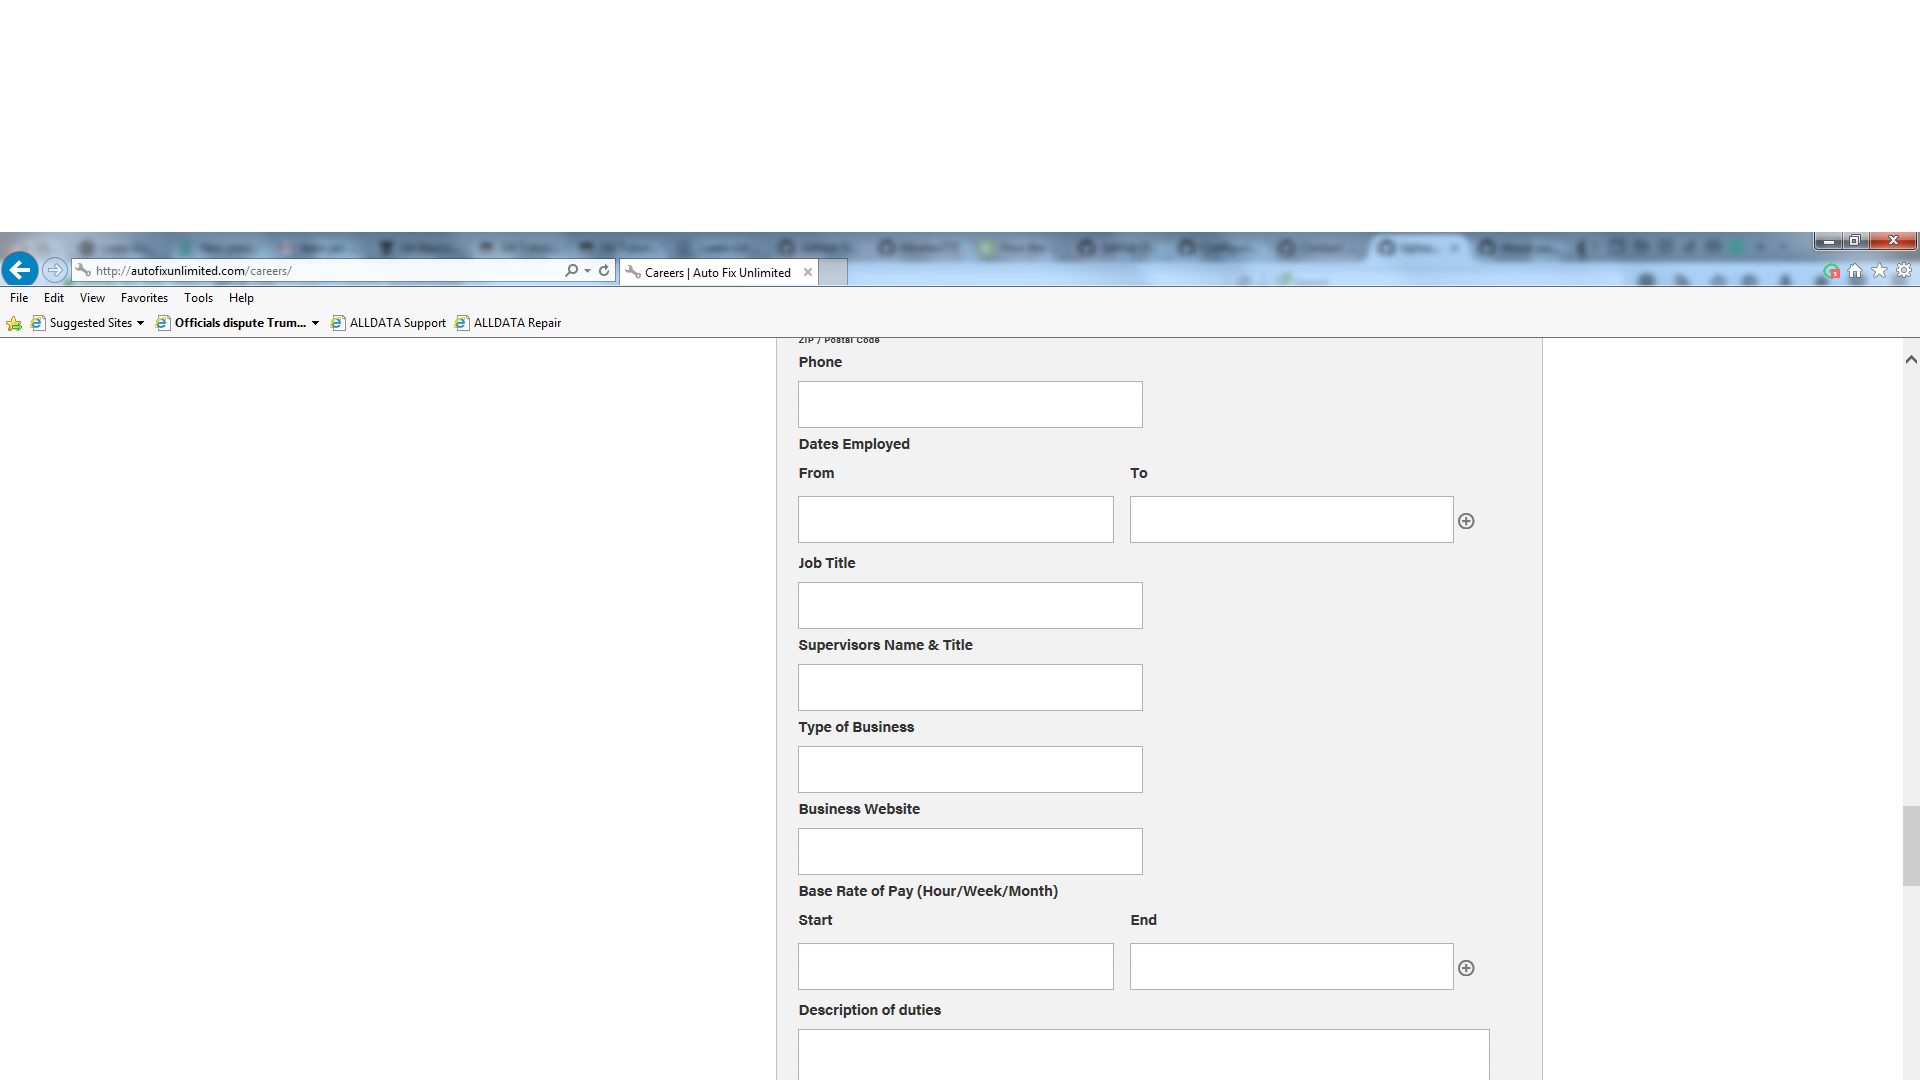 http://autofixunlimited.com/careers/
Careers | Auto Fix Unlimited
File Edit View Favorites Tools Help
Suggested Sites Officials dispute Trum... ALLDATA Support ALLDATA Repair
ZIP / Postal Code
Phone
Dates Employed
From To
Job Title
Supervisors Name & Title
Type of Business
Business Website
Base Rate of Pay (Hour/Week/Month)
Start End
Description of duties